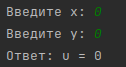 Введите x: 0
Введите y: 0
Ответ: u = 0